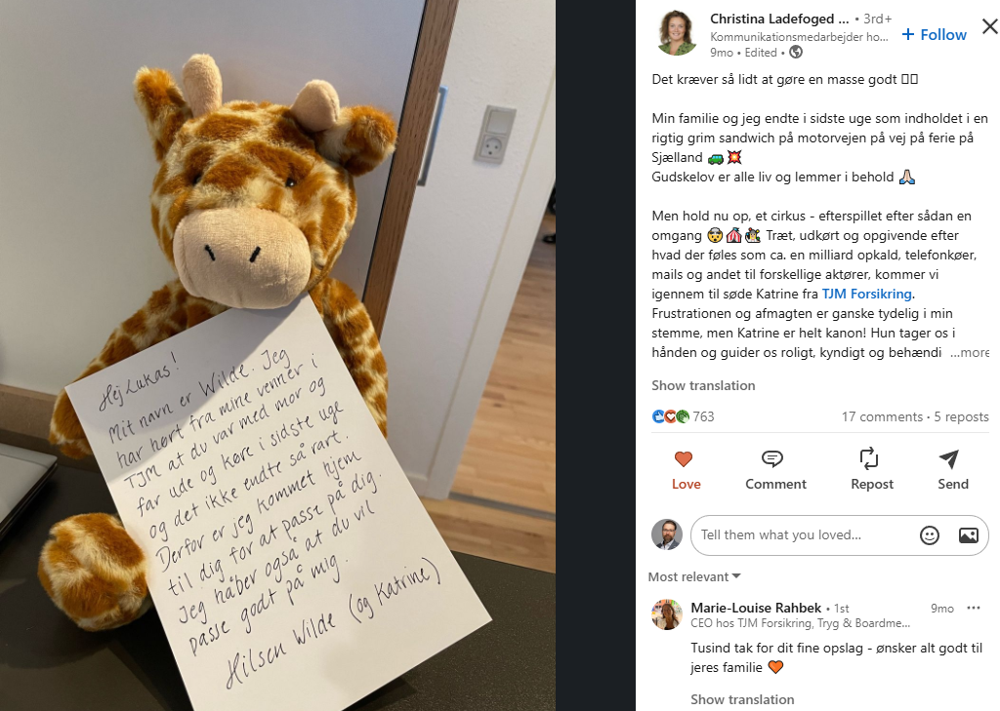 Hej Lukas!
Mit navn er Wilde. Jeg
har hørt fra mine venner i
TJM at du var med mor og
far ude og køre i sidste uge
og det ikke endte så rart.
Derfor er jeg kommet hjem
til dig for at passe på dig.
Jeg håber også at du vil
passe godt på mig.
Hilsen Wilde (og Katrine)
Christina Ladefoged ... • 3rd+
Kommunikationsmedarbejder ho...
9mo • Edited •
+ Follow
Det kræver så lidt at gøre en masse godt
Min familie og jeg endte i sidste uge som indholdet i en
rigtig grim sandwich på motorvejen på vej på ferie på
Sjælland 🚙💥
Gudskelov er alle liv og lemmer i behold 🙏🏻
Men hold nu op, et cirkus - efterspillet efter sådan en
omgang 🤯🎪 Træt, udkørt og opgivende efter
hvad der føles som ca. en milliard opkald, telefonkøer,
mails og andet til forskellige aktører, kommer vi
igennem til søde Katrine fra TJM Forsikring.
Frustrationen og afmagten er ganske tydelig i min
stemme, men Katrine er helt kanon! Hun tager os i
hånden og guider os roligt, kyndigt og behændi ...more
Show translation
763
17 comments • 5 reposts
Love
Comment
Repost
Send
Tell them what you loved...
Most relevant
Marie-Louise Rahbek • 1st
9mo
CEO hos TJM Forsikring, Tryg & Boardme...
Tusind tak for dit fine opslag - ønsker alt godt til
jeres familie 🧡
Show translation